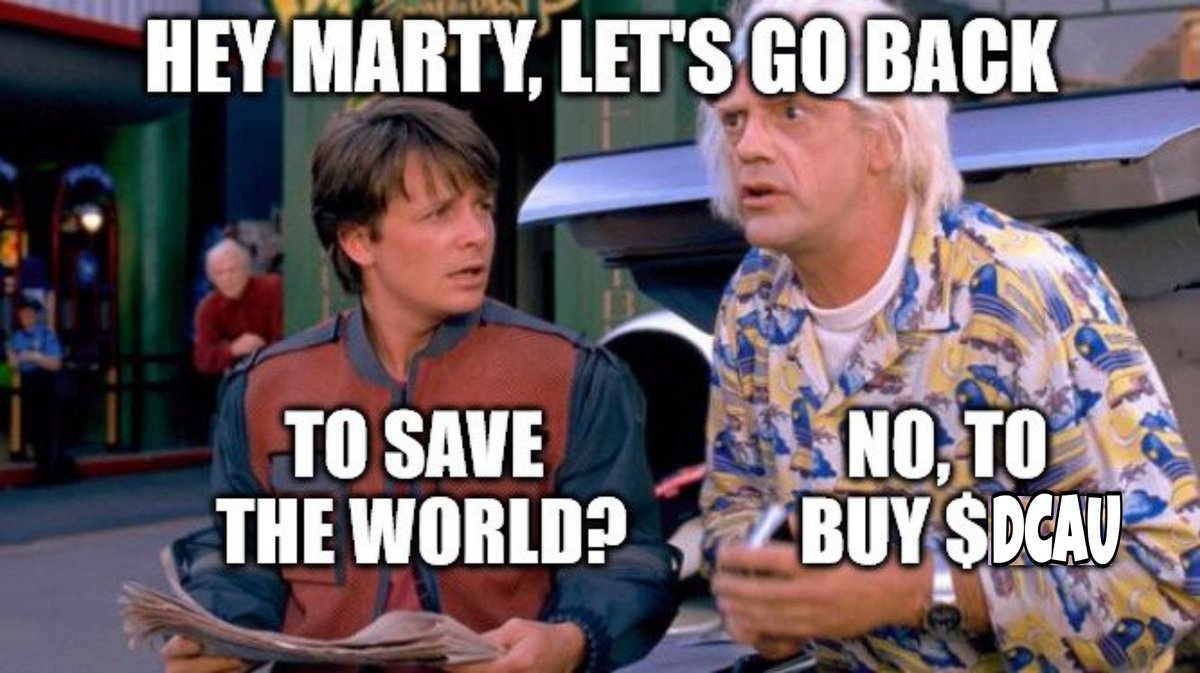 HEY MARTY, LET'S GO BACK
TO SAVE
THE WORLD?
NO, TO
BUY $DCAU